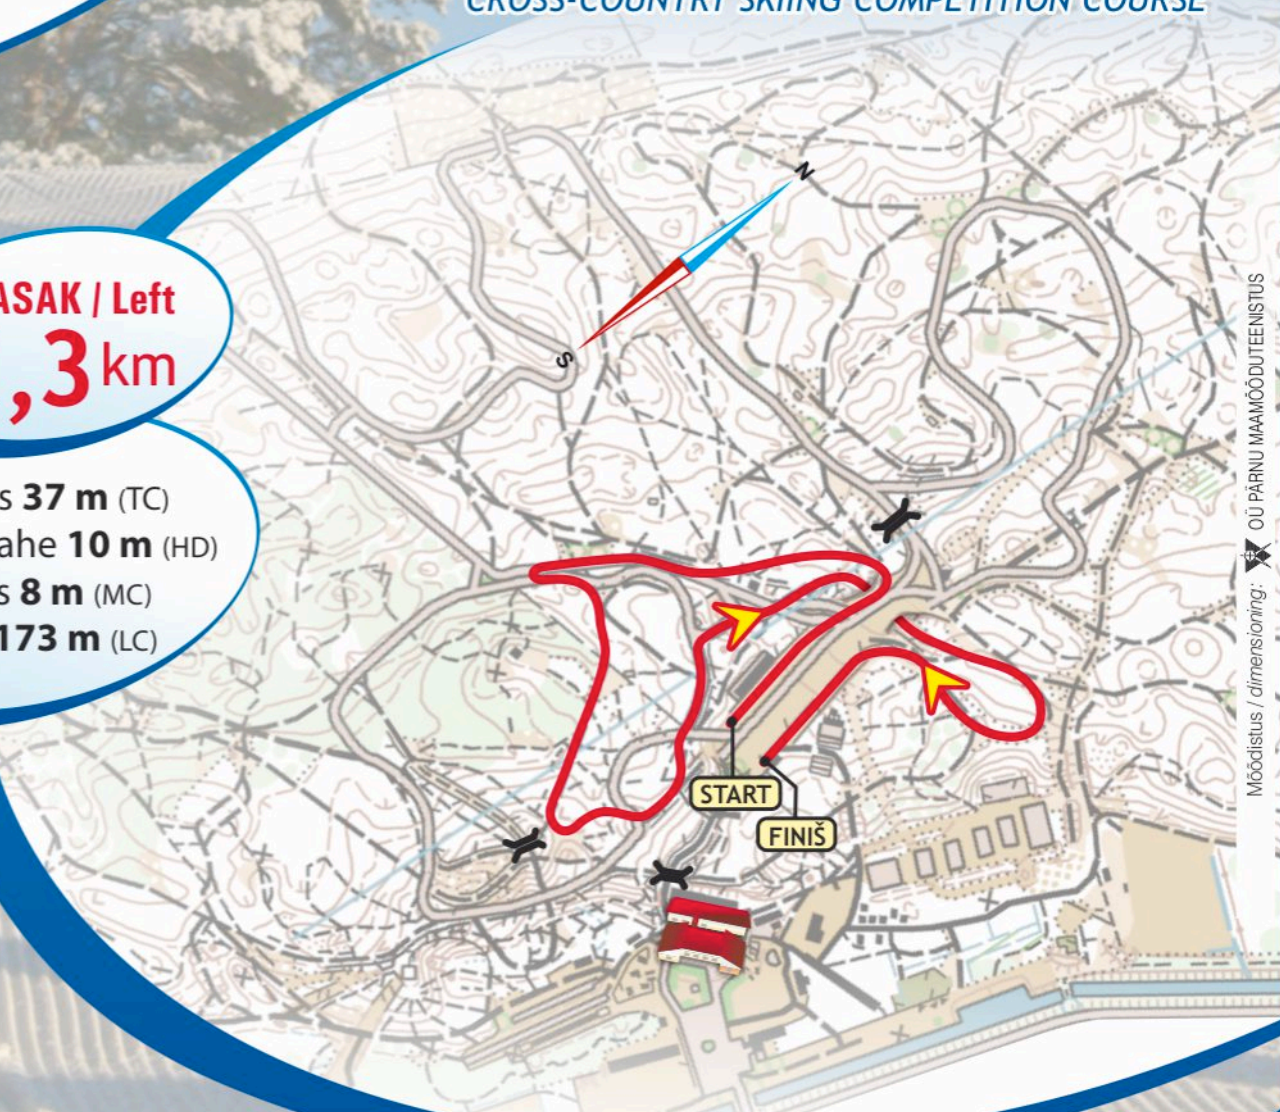 CROSS-COUNTRY SKIING COMPETITION COURSE
N
ASAK / Left
,3 km
S
s 37 m (TC)
ahe 10 m (HD)
s 8 m (MC)
173 m (LC)
START
FINIŠ
Mõõdistus / dimensioning: OÜ PÄRNU MAAMÕÕDUTEENISTUS